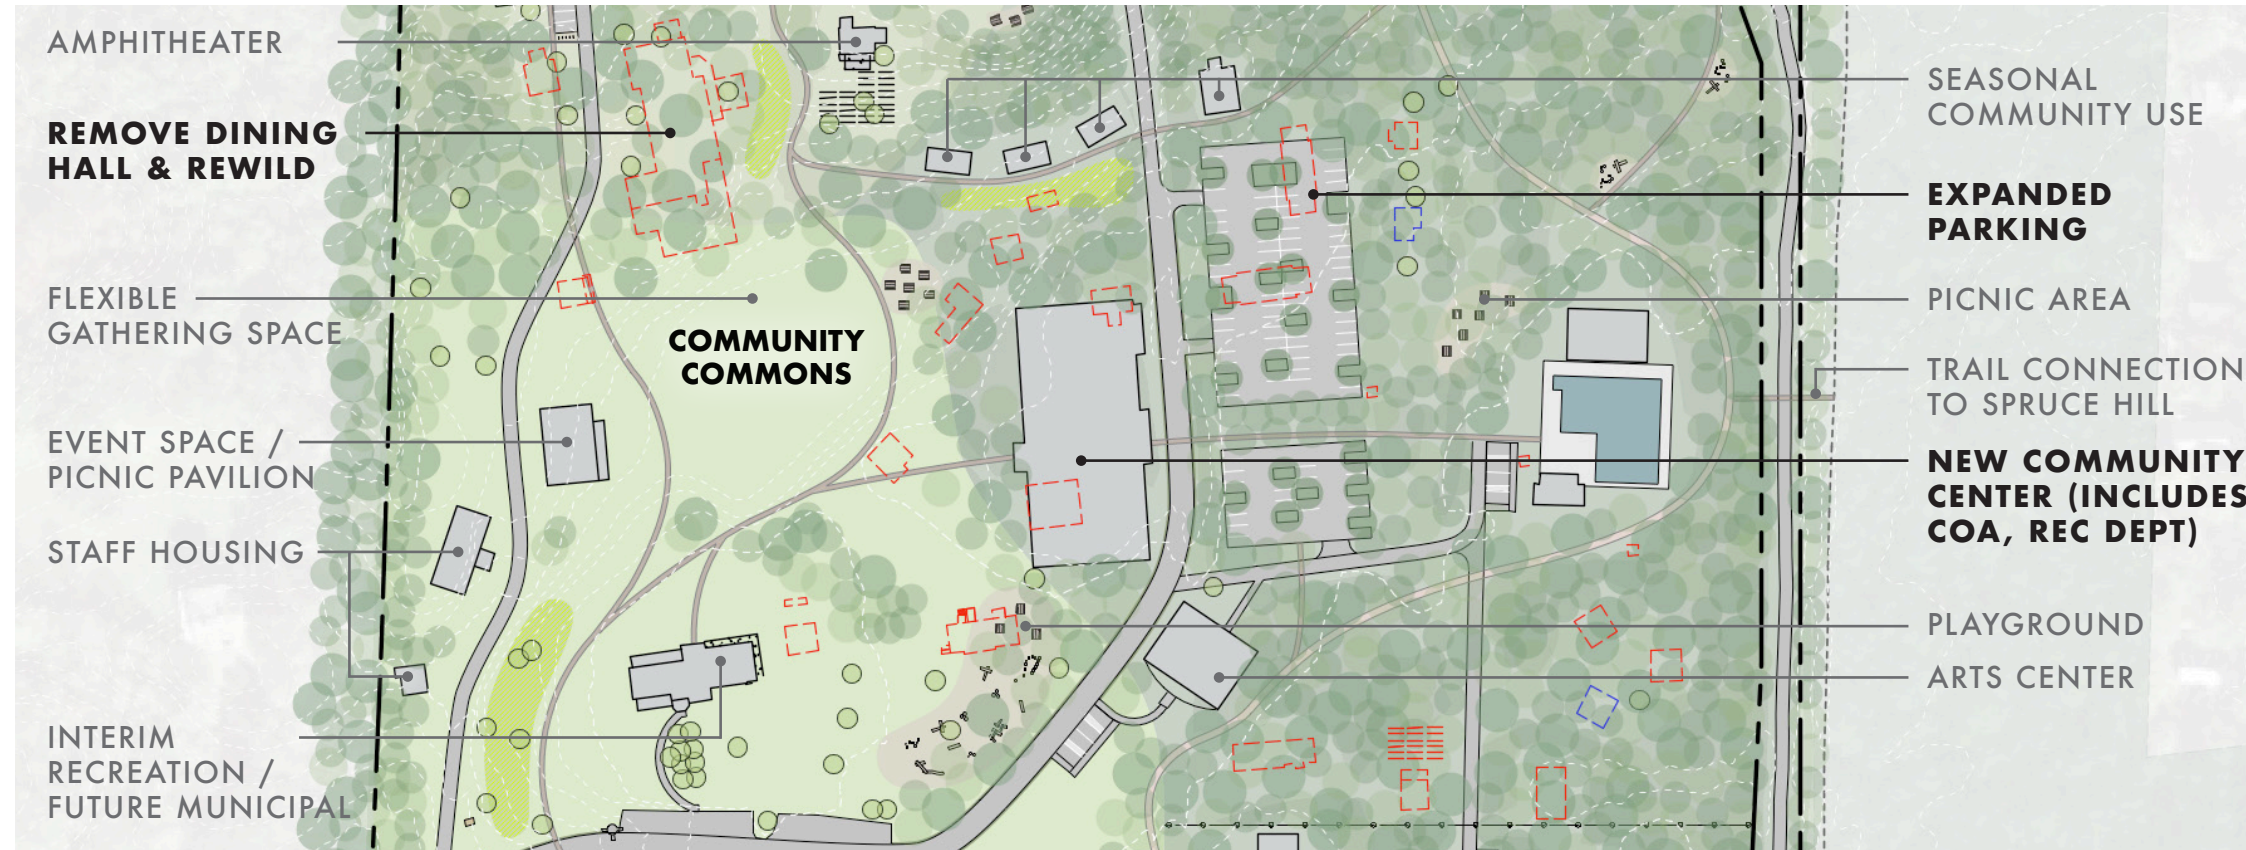 AMPHITHEATER
REMOVE DINING
HALL & REWILD
FLEXIBLE
GATHERING SPACE
EVENT SPACE /
PICNIC PAVILION
STAFF HOUSING
INTERIM
RECREATION /
FUTURE MUNICIPAL
COMMUNITY
COMMONS
SEASONAL
COMMUNITY USE
EXPANDED
PARKING
PICNIC AREA
TRAIL CONNECTION
TO SPRUCE HILL
NEW COMMUNITY
CENTER (INCLUDES
COA, REC DEPT)
PLAYGROUND
ARTS CENTER